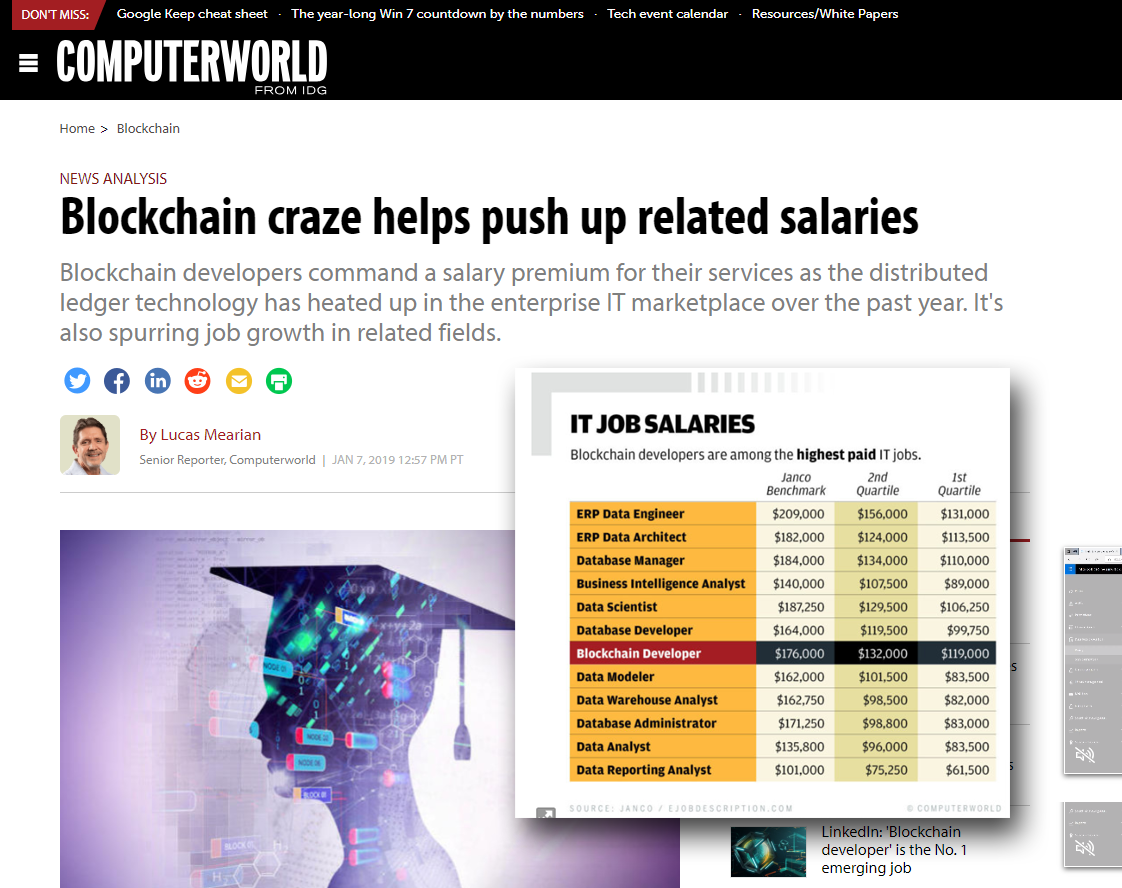 DON'T MISS: Google Keep cheat sheet · The year-long Win 7 countdown by the numbers · Tech event calendar · Resources/White Papers
COMPUTERWORLD
FROM IDG
Home > Blockchain
NEWS ANALYSIS
Blockchain craze helps push up related salaries
Blockchain developers command a salary premium for their services as the distributed
ledger technology has heated up in the enterprise IT marketplace over the past year. It's
also spurring job growth in related fields.
By Lucas Mearian
Senior Reporter, Computerworld | JAN 7, 2019 12:57 PM PT
IT JOB SALARIES
Blockchain developers are among the highest paid IT jobs.
Janco 2nd 1st
Benchmark Quartile Quartile
ERP Data Engineer $209,000 $156,000 $131,000
ERP Data Architect $182,000 $124,000 $113,500
Database Manager $184,000 $134,000 $110,000
Business Intelligence Analyst $140,000 $107,500 $89,000
Data Scientist $187,250 $129,500 $106,250
Database Developer $164,000 $119,500 $99,750
Blockchain Developer $176,000 $132,000 $119,000
Data Modeler $162,000 $101,500 $83,500
Data Warehouse Analyst $162,750 $98,500 $82,000
Database Administrator $171,250 $98,800 $83,000
Data Analyst $135,800 $96,000 $83,500
Data Reporting Analyst $101,000 $75,250 $61,500
SOURCE: JANCO / EJOBDESCRIPTION.COM © COMPUTERWORLD
NODE 01
NODE 12
NODE 06
BLOCK 01
LinkedIn: 'Blockchain
developer' is the No. 1
emerging job